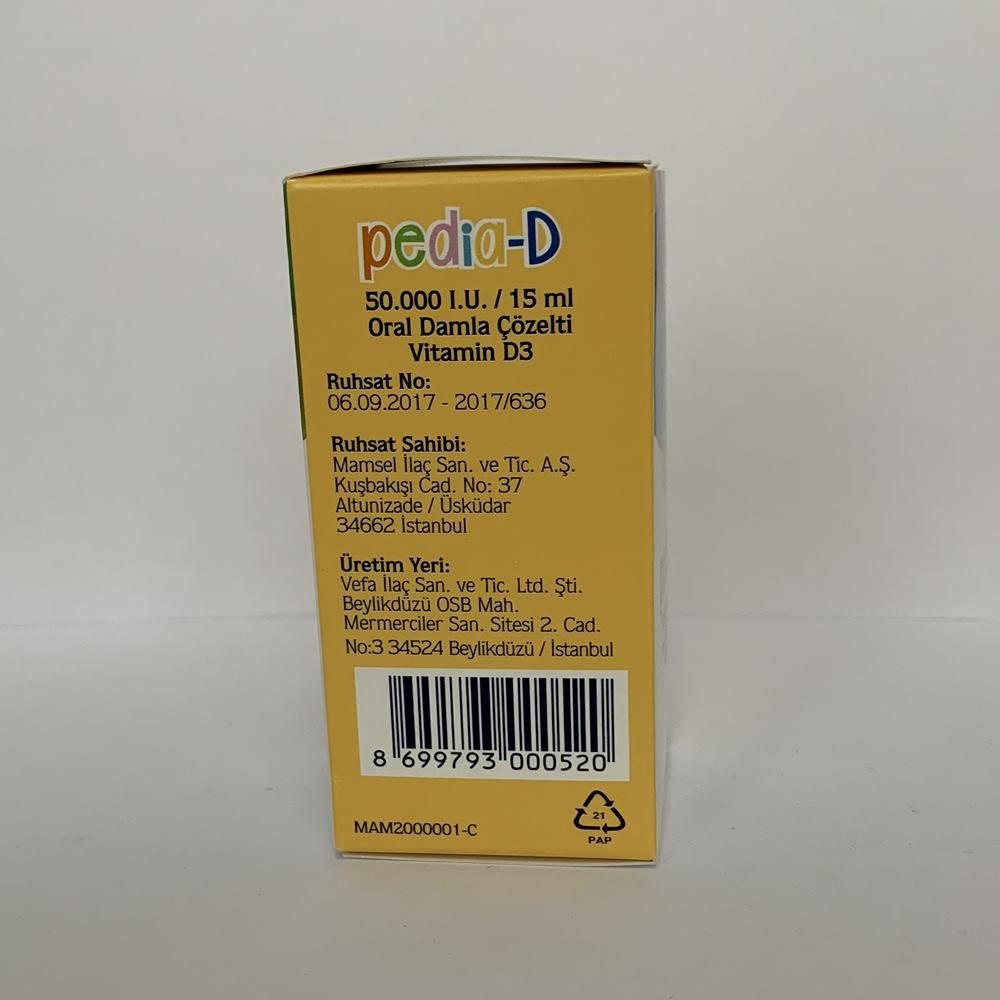 pedia-D
50.000 I.U. / 15 ml
Oral Damla Çözelti
Vitamin D3
Ruhsat No:
06.09.2017 - 2017/636
Ruhsat Sahibi:
Mamsel İlaç San. ve Tic. A.Ş.
Kuşbakışı Cad. No: 37
Altunizade / Üsküdar
34662 İstanbul
Üretim Yeri:
Vefa İlaç San. ve Tic. Ltd. Şti.
Beylikdüzü OSB Mah.
Mermerciler San. Sitesi 2. Cad.
No:3 34524 Beylikdüzü / İstanbul
8 699793 000520
MAM2000001-C
21
PAP